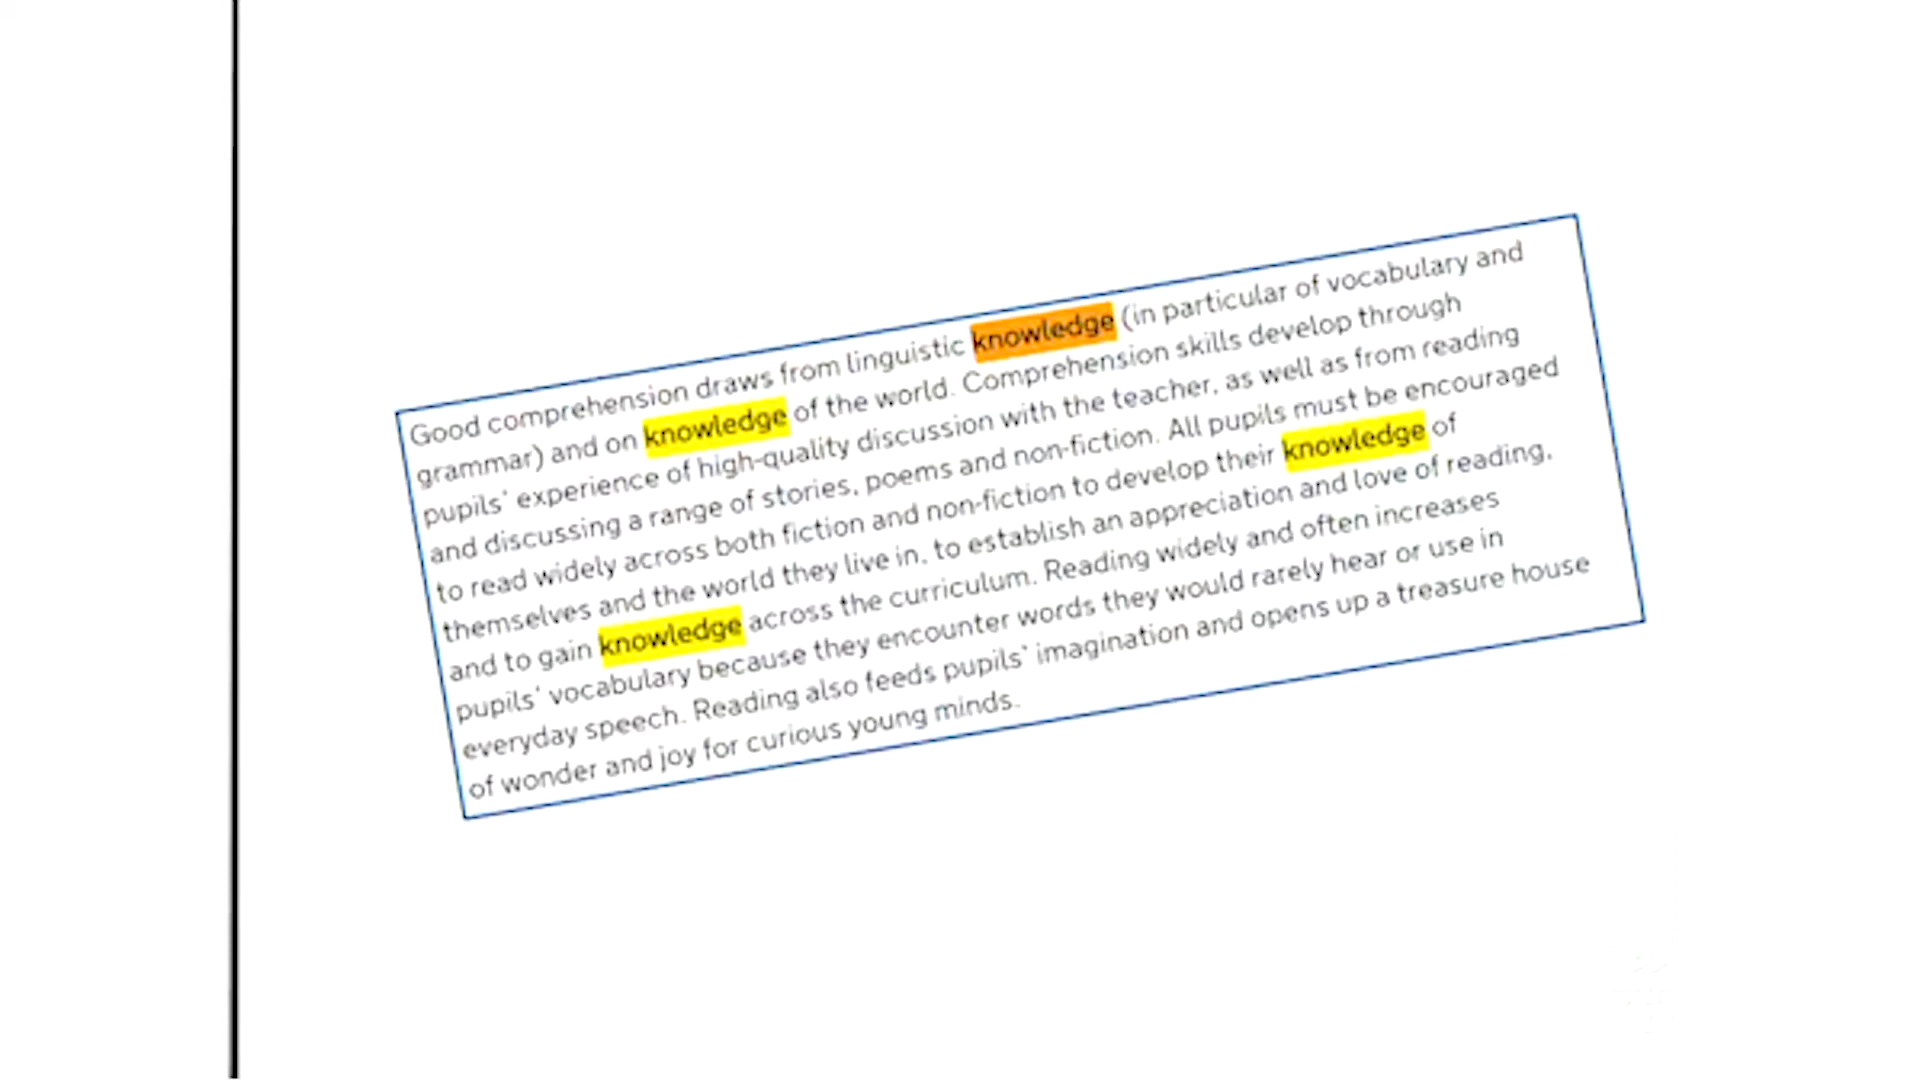 Good comprehension draws from linguistic knowledge (in particular of vocabulary and
grammar) and on knowledge of the world. Comprehension skills develop through
pupils' experience of high-quality discussion with the teacher, as well as from reading
and discussing a range of stories, poems and non-fiction. All pupils must be encouraged
to read widely across both fiction and non-fiction to develop their knowledge of
themselves and the world they live in, to establish an appreciation and love of reading,
and to gain knowledge across the curriculum. Reading widely and often increases
pupils' vocabulary because they encounter words they would rarely hear or use in
everyday speech. Reading also feeds pupils' imagination and opens up a treasure house
of wonder and joy for curious young minds.